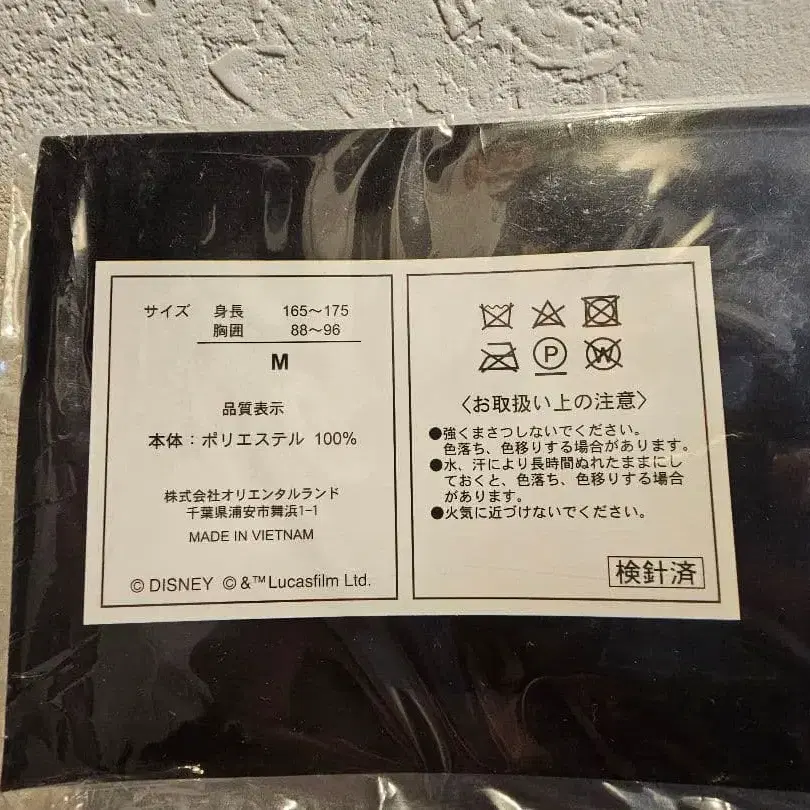 サイズ 身長 165～175
胸囲 88～96
M
品質表示
本体：ポリエステル 100%
株式会社オリエンタルランド
千葉県浦安市舞浜1-1
MADE IN VIETNAM
© DISNEY © &™Lucasfilm Ltd.
P
W
〈お取扱い上の注意〉
●強くまさつしないでください。
色落ち、色移りする場合があります。
●水、汗により長時間ぬれたままにし
ておくと、色落ち、色移りする場合
があります。
●火気に近づけないでください。
検針済